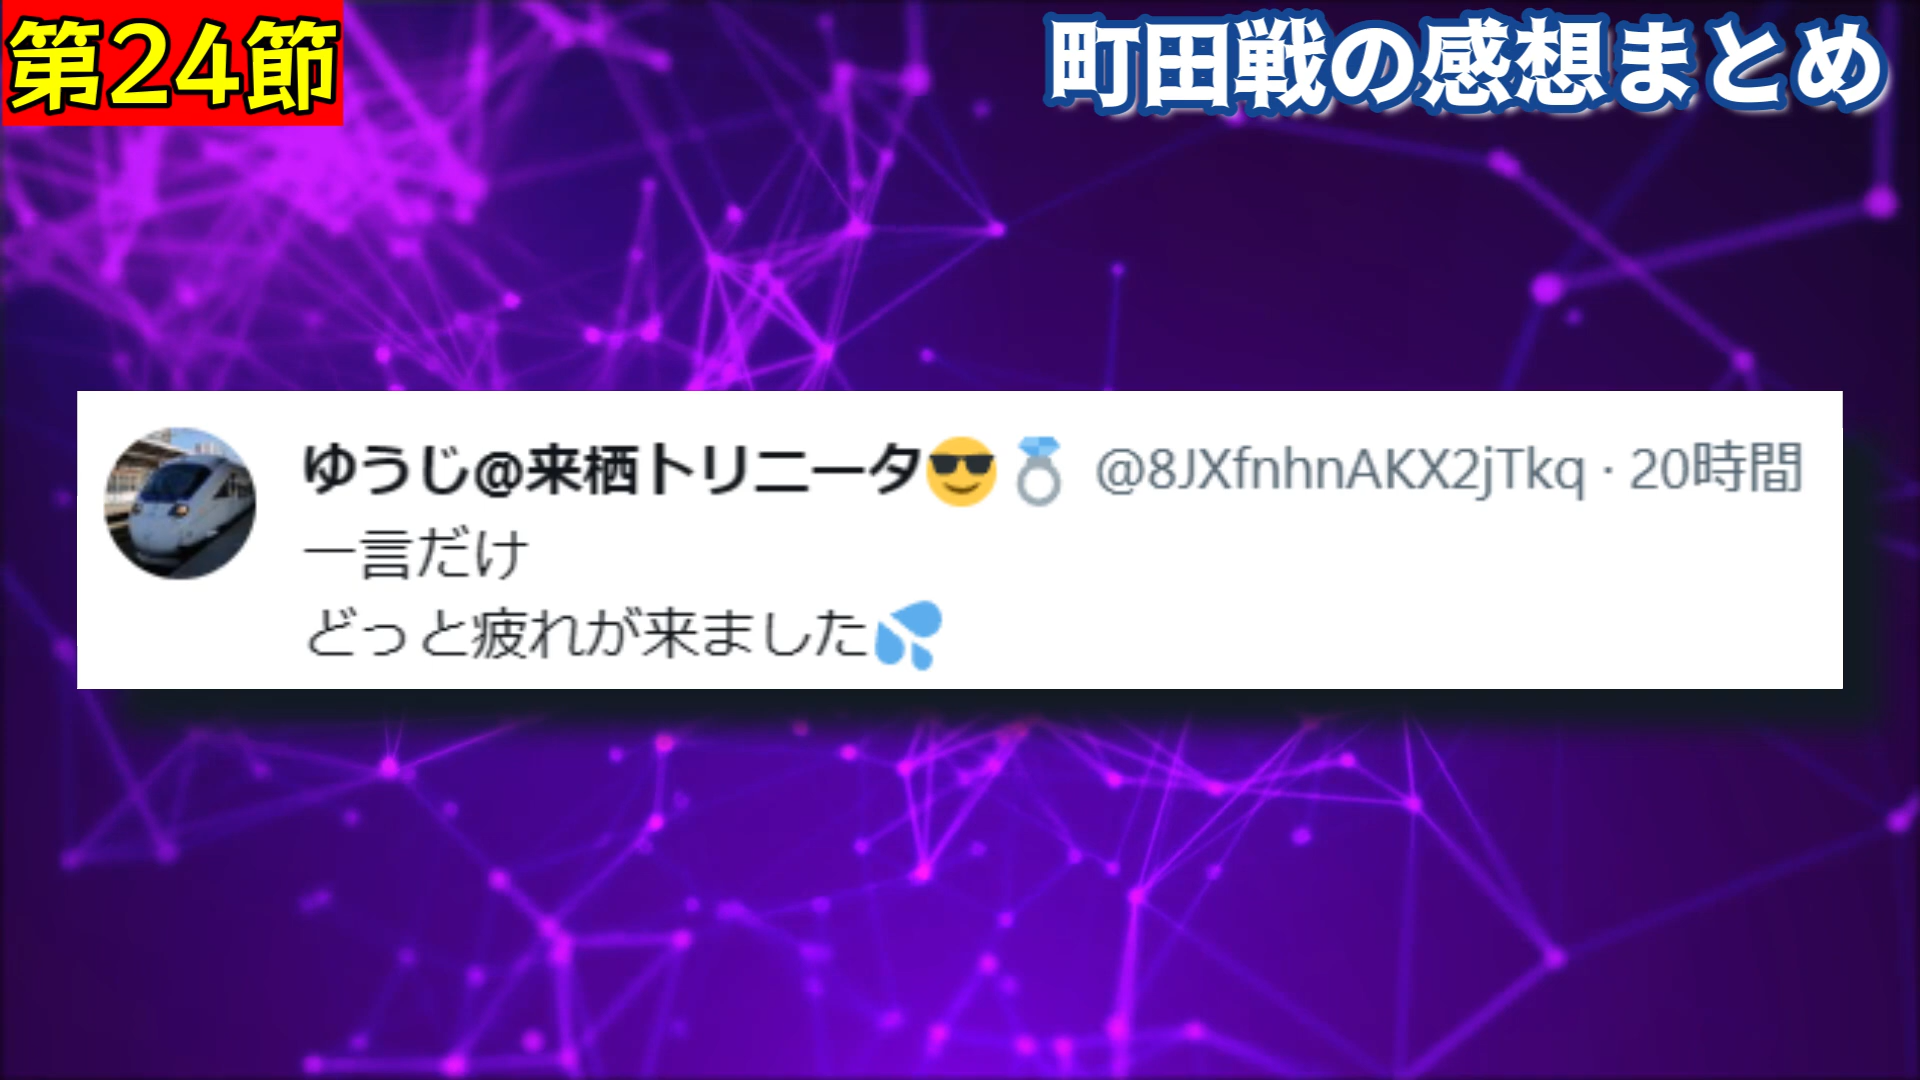 第24節
町田戦の感想まとめ
ゆうじ@来栖トリニータ😎💍 @8JXfnhnAKX2jTkq · 20時間
一言だけ
どっと疲れが来ました💦